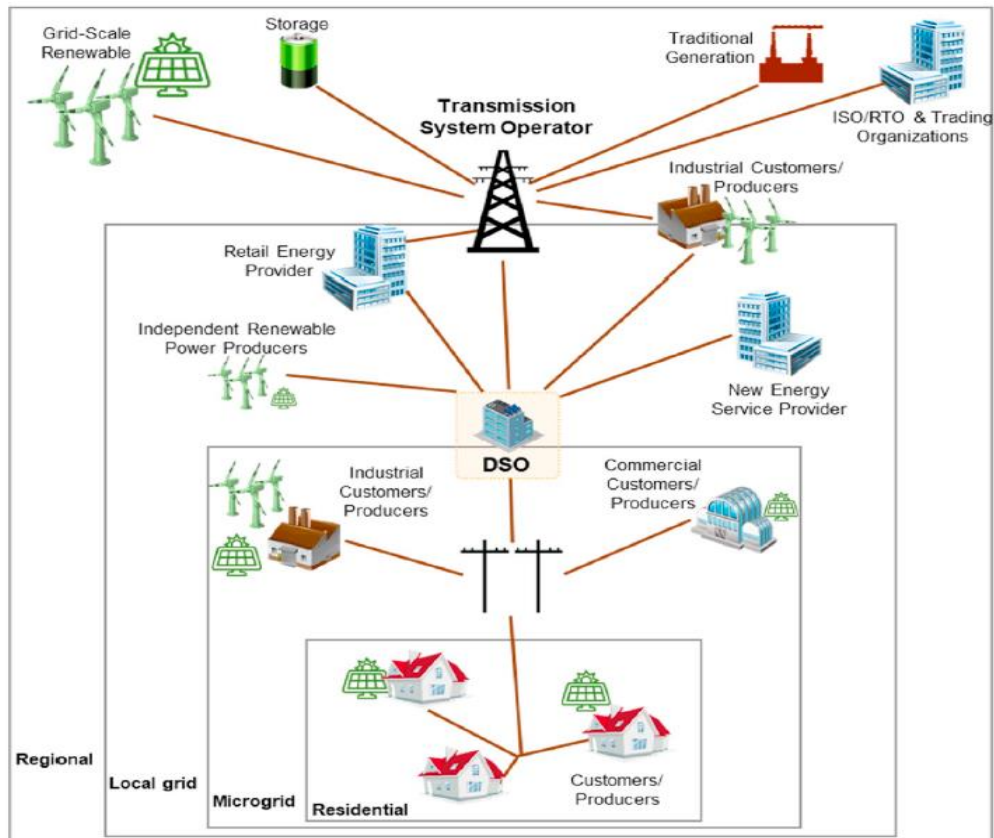 Grid-Scale
Renewable
Storage
Traditional
Generation
Transmission
System Operator
ISO/RTO & Trading
Organizations
Industrial Customers/
Producers
Retail Energy
Provider
Independent Renewable
Power Producers
New Energy
Service Provider
DSO
Industrial
Customers/
Producers
Commercial
Customers/
Producers
Customers/
Producers
Regional
Local grid
Microgrid
Residential